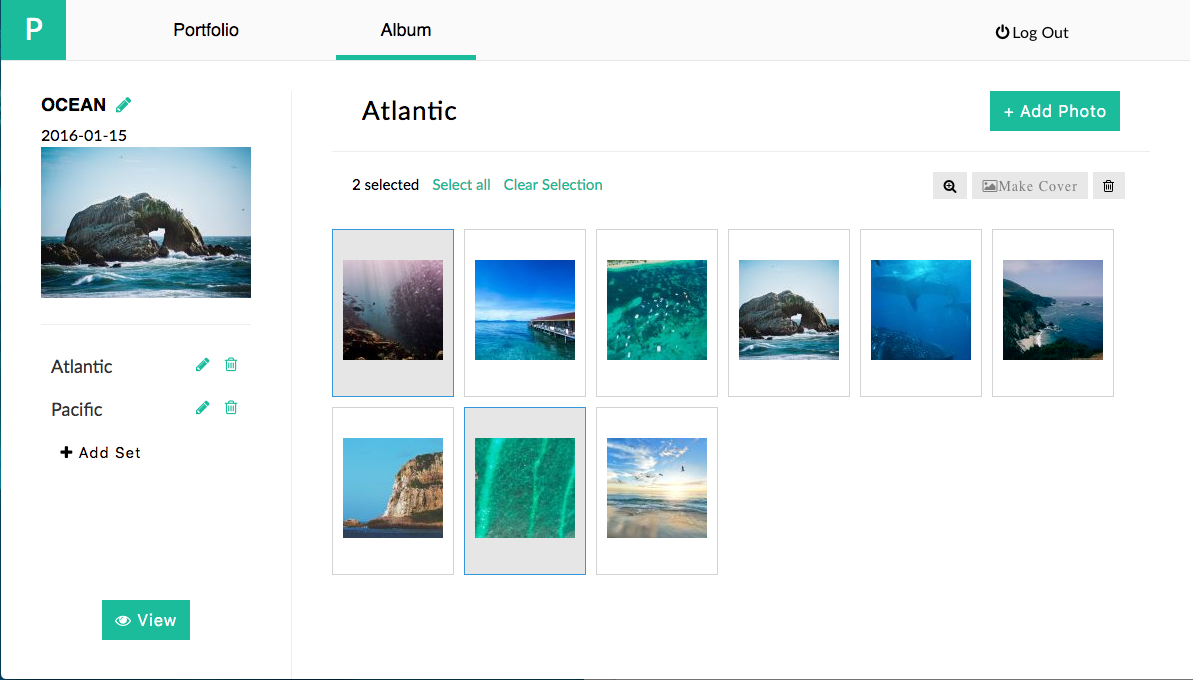 P
Portfolio
Album
Log Out
OCEAN
2016-01-15
Atlantic
Pacific
+ Add Set
View
Atlantic
+ Add Photo
2 selected Select all Clear Selection
Make Cover